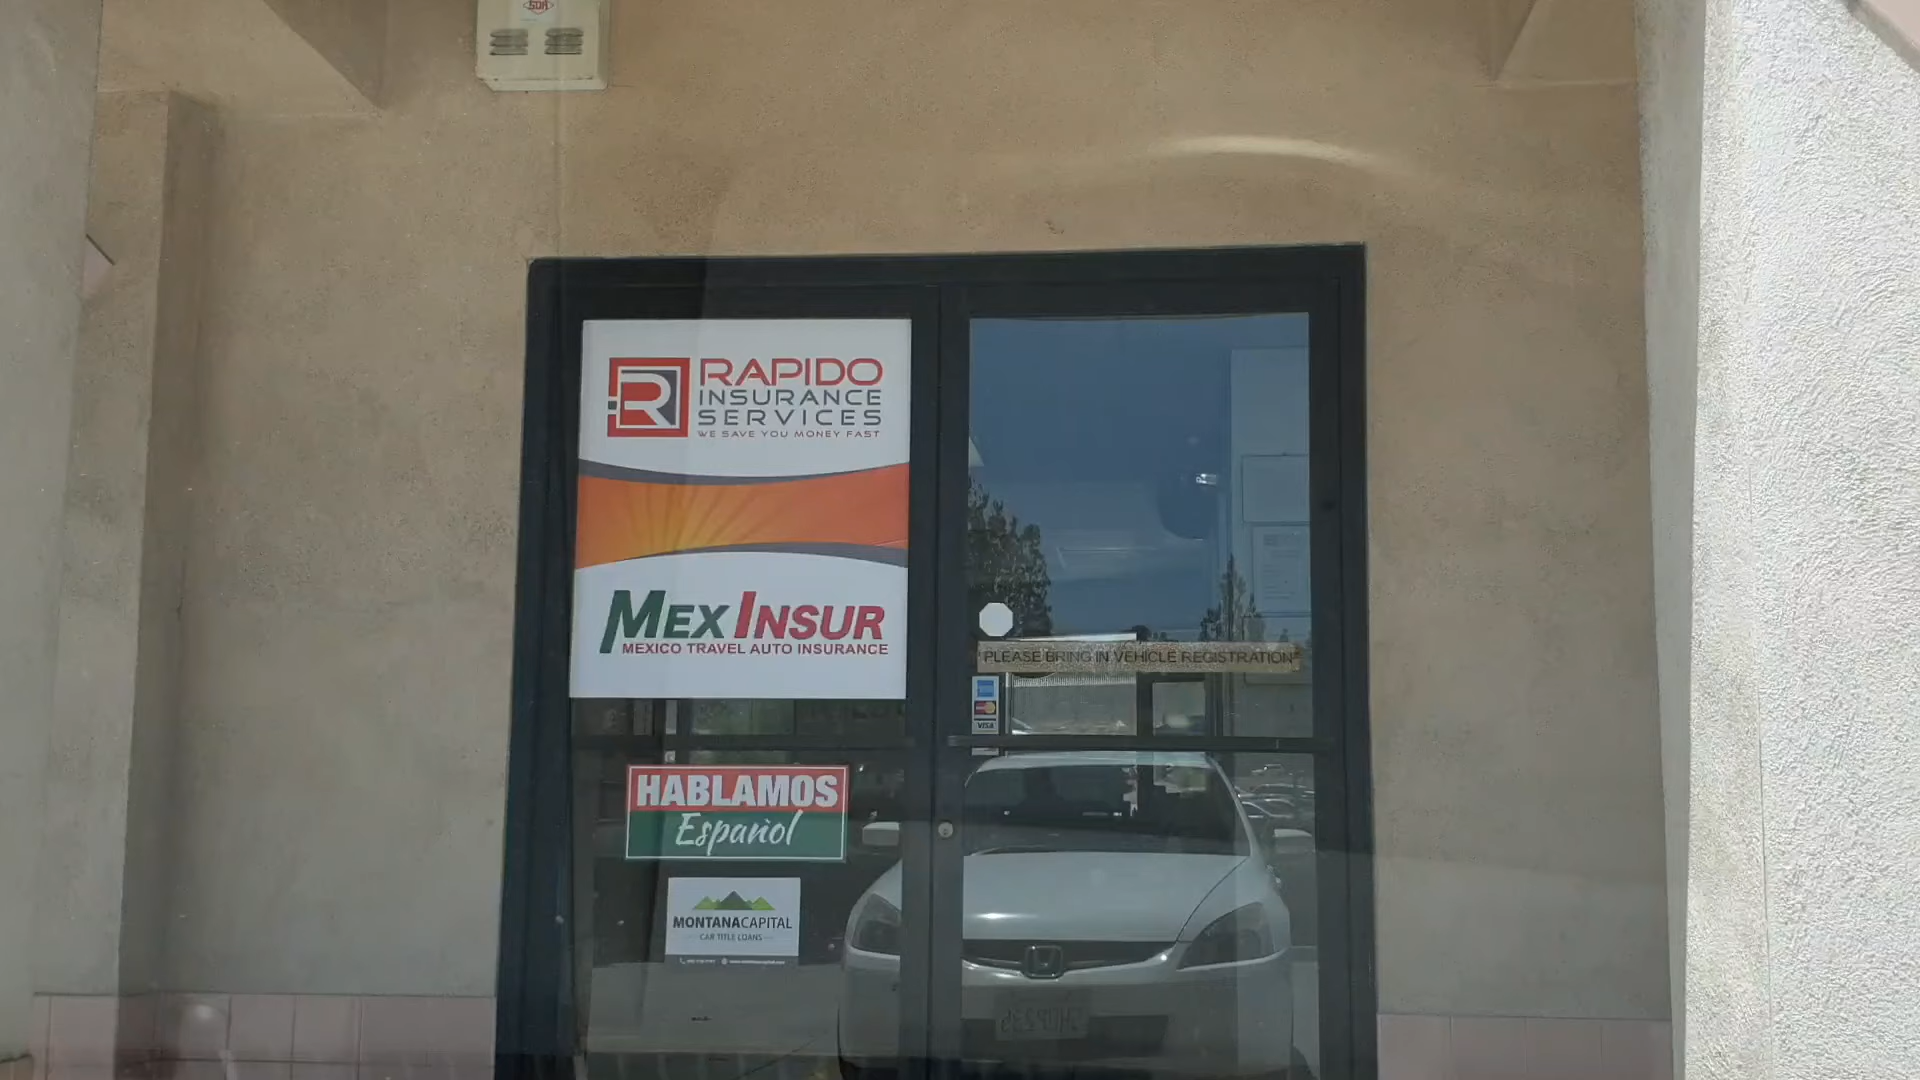 RAPIDO
INSURANCE
SERVICES
WE SAVE YOU MONEY FAST
MEX INSUR
MEXICO TRAVEL AUTO INSURANCE
PLEASE BRING IN VEHICLE REGISTRATION
VISA
HABLAMOS
Español
MONTANACAPITAL
CAR TITLE LOANS